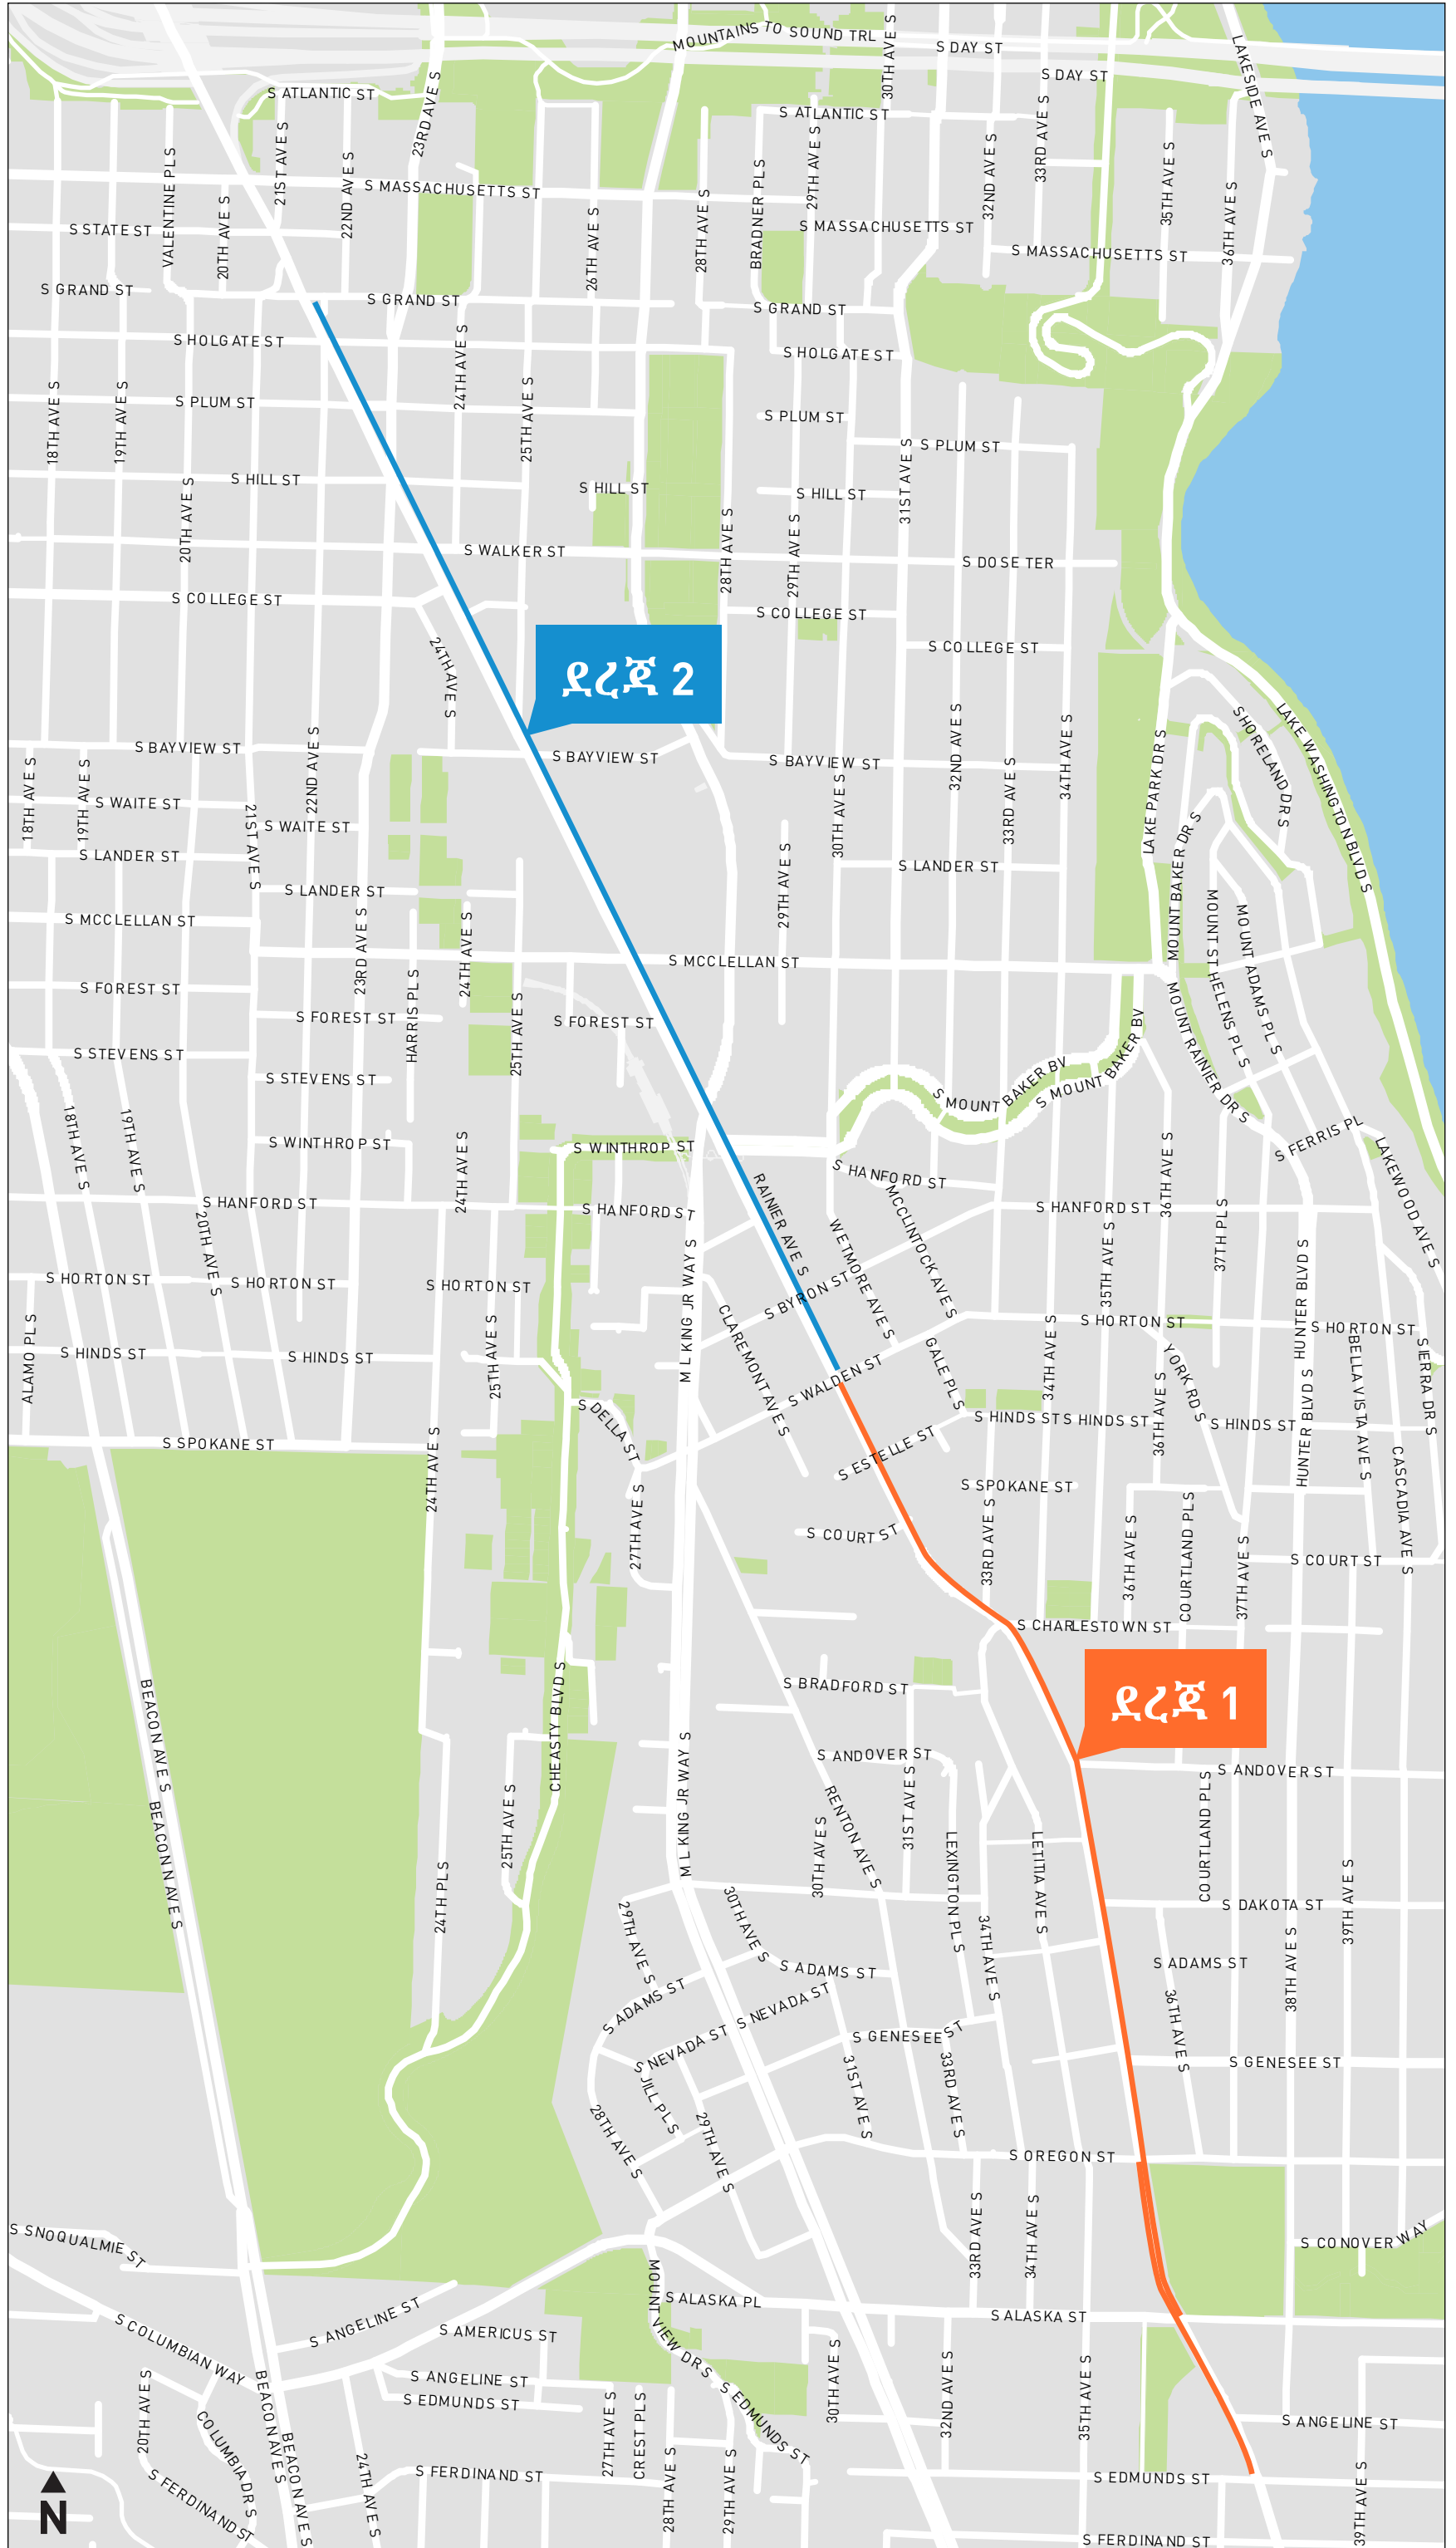 MOUNTAINS TO SOUND TRL
30TH AVE S
S DAY ST
S DAY ST
LAKESIDE AVE S
S ATLANTIC ST
23RD AVE S
S ATLANTIC ST
33RD AVE S
21ST AVE S
22ND AVE S
VALENTINE PL S
20TH AVE S
S MASSACHUSETTS ST
26TH AVE S
28TH AVE S
BRADNER PL S
29TH AVE S
32ND AVE S
35TH AVE S
36TH AVE S
S STATE ST
S MASSACHUSETTS ST
S MASSACHUSETTS ST
S GRAND ST
S GRAND ST
S GRAND ST
S HOLGATE ST
24TH AVE S
S HOLGATE ST
18TH AVE S
19TH AVE S
S PLUM ST
25TH AVE S
S PLUM ST
S PLUM ST
31ST AVE S
S HILL ST
S HILL ST
S HILL ST
20TH AVE S
28TH AVE S
29TH AVE S
S WALKER ST
S DOSE TER
S COLLEGE ST
S COLLEGE ST
S COLLEGE ST
24TH AVE S
ደረጃ 2
S BAYVIEW ST
S BAYVIEW ST
S BAYVIEW ST
22ND AVE S
32ND AVE S
33RD AVE S
34TH AVE S
LAKE PARK DR S
SHORELAND DR S
LAKE WASHINGTON BLVD S
18TH AVE S
19TH AVE S
S WAITE ST
S WAITE ST
21ST AVE S
30TH AVE S
S LANDER ST
S LANDER ST
S LANDER ST
29TH AVE S
MOUNT BAKER DR S
S MCCLELLAN ST
23RD AVE S
24TH AVE S
S MCCLELLAN ST
MOUNT ST HELENS PL S
MOUNT ADAMS PL S
S FOREST ST
S FOREST ST
HARRIS PL S
25TH AVE S
S FOREST ST
MOUNT RAINIER DR S
S STEVENS ST
S STEVENS ST
S MOUNT BAKER BV
S MOUNT BAKER BV
18TH AVE S
19TH AVE S
S WINTHROP ST
24TH AVE S
S WINTHROP ST
S FERRIS PL
LAKEWOOD AVE S
S HANFORD ST
S HANFORD ST
S HANFORD ST
S HANFORD ST
20TH AVE S
RAINIER AVE S
WETMORE AVE S
MCCLINTOCK AVE S
36TH AVE S
35TH AVE S
37TH PL S
HUNTER BLVD S
S HORTON ST
S HORTON ST
S HORTON ST
M L KING JR WAY S
S BYRON ST
S HORTON ST
S HORTON ST
ALAMO PL S
S HINDS ST
S HINDS ST
25TH AVE S
CLAREMONT AVE S
S WALDEN ST
GALE PL S
34TH AVE S
YORK RD S
BELLA VISTA AVE S
SIERRA DR S
S DELLA ST
S HINDS ST
S HINDS ST
S HINDS ST
36TH AVE S
HUNTER BLVD S
S SPOKANE ST
24TH AVE S
S ESTELLE ST
S SPOKANE ST
CASCADIA AVE S
27TH AVE S
S COURT ST
33RD AVE S
36TH AVE S
COURTLAND PL S
37TH AVE S
S COURT ST
S CHARLESTOWN ST
BEACON AVE S
CHEASTY BLVD S
S BRADFORD ST
ደረጃ 1
S ANDOVER ST
S ANDOVER ST
BEACON AVE S
25TH AVE S
M L KING JR WAY S
30TH AVE S
RENTON AVE S
31ST AVE S
LEXINGTON PL S
LETITIA AVE S
COURTLAND PL S
24TH PL S
29TH AVE S
30TH AVE S
34TH AVE S
S DAKOTA ST
39TH AVE S
S ADAMS ST
S ADAMS ST
S ADAMS ST
38TH AVE S
S NEVADA ST
S NEVADA ST
S GENESEE ST
36TH AVE S
S GENESEE ST
JILL PL S
31ST AVE S
33RD AVE S
28TH AVE S
29TH AVE S
S OREGON ST
33RD AVE S
34TH AVE S
S SNOQUALMIE ST
S CONOVER WAY
MOUNT VIEW DR S
S ALASKA PL
S ALASKA ST
S COLUMBIAN WAY
S ANGELINE ST
S AMERICUS ST
S ANGELINE ST
S EDMUNDS ST
S EDMUNDS ST
30TH AVE S
32ND AVE S
35TH AVE S
S ANGELINE ST
20TH AVE S
COLUMBIA DR S
BEACON AVE S
BEACON AVE S
24TH AVE S
27TH AVE S
CREST PL S
28TH AVE S
29TH AVE S
S FERDINAND ST
S FERDINAND ST
S EDMUNDS ST
39TH AVE S
S FERDINAND ST
N